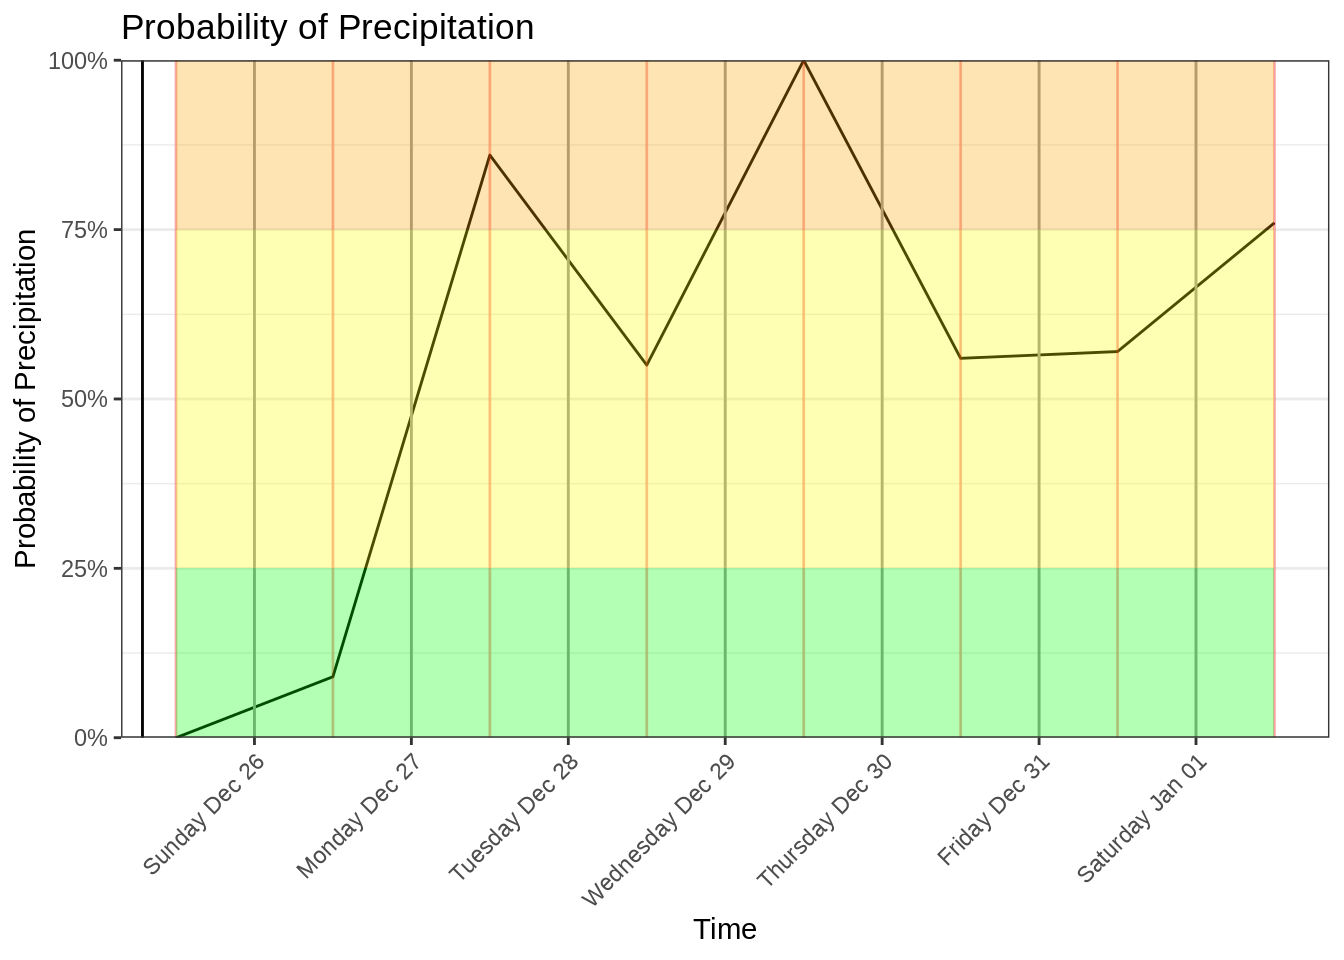 Probability of Precipitation
Probability of Precipitation
100%
75%
50%
25%
0%
Sunday Dec 26
Monday Dec 27
Tuesday Dec 28
Wednesday Dec 29
Thursday Dec 30
Friday Dec 31
Saturday Jan 01
Time